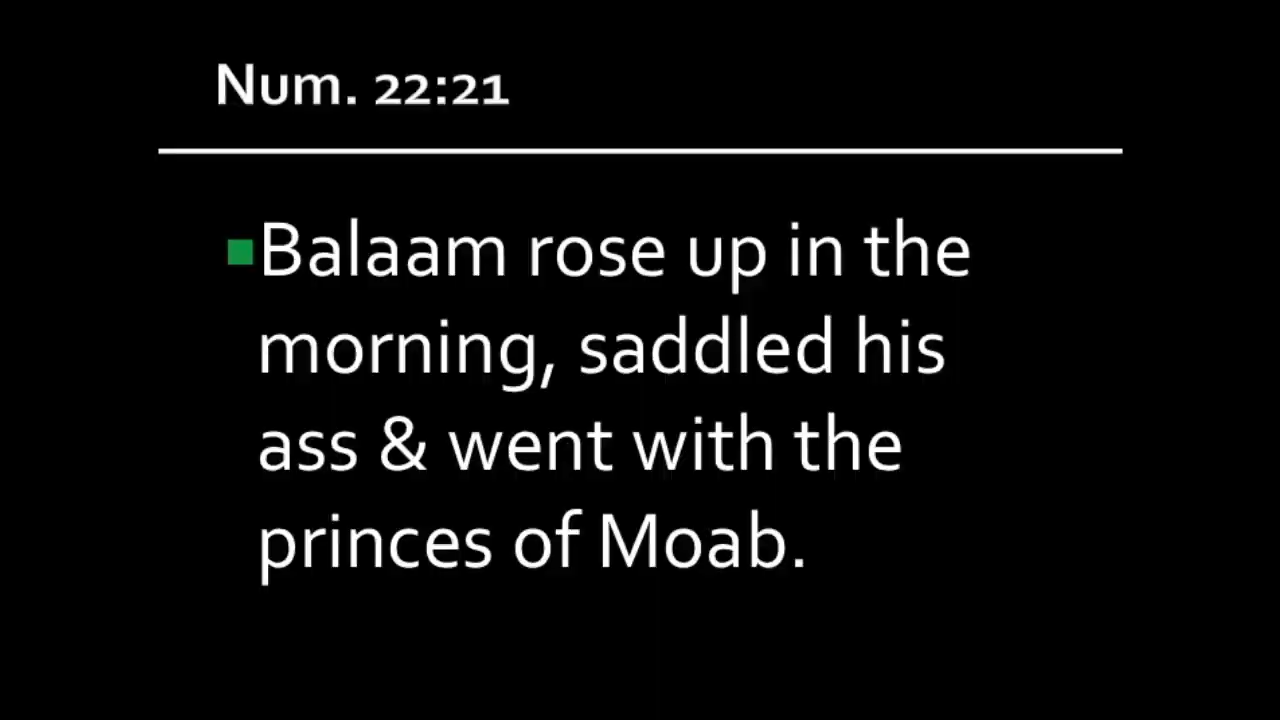 Num. 22:21
Balaam rose up in the
morning, saddled his
ass & went with the
princes of Moab.